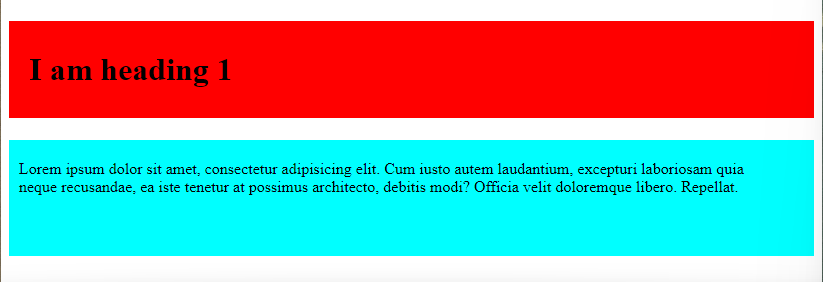 I am heading 1
Lorem ipsum dolor sit amet, consectetur adipisicing elit. Cum iusto autem laudantium, excepturi laboriosam quia
neque recusandae, ea iste tenetur at possimus architecto, debitis modi? Officia velit doloremque libero. Repellat.